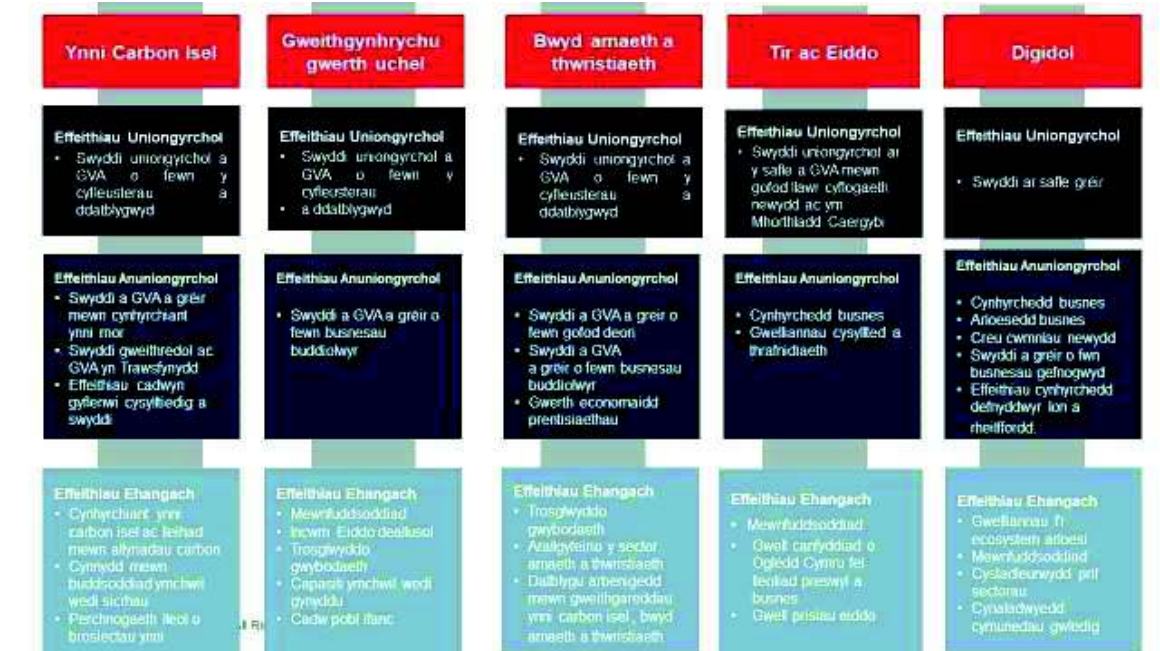 Ynni Carbon Isel
Effeithiau Uniongyrchol
• Swyddi uniongyrchol a
GVA o fewn y
cyfleusterau a
ddatblygwyd
Effeithiau Anuniongyrchol
• Swyddi a GVA a grëir
mewn cynhyrchiant
ynni mor
• Swyddi gweithredol ac
GVA yn Trawsfynydd
• Effeithiau cadwyn
gyflenwi cysylltiedig a
swyddi
Effeithiau Ehangach
• Cynhyrchiant ynni
carbon isel ac leihad
mewn allyriadau carbon
• Cynnydd mewn
buddsoddiad ymchwil
wedi sicrhau
• Perchnogaeth lleol o
brosiectau ynni
Gweithgynhrychu
gwerth uchel
Effeithiau Uniongyrchol
• Swyddi uniongyrchol a
GVA o fewn y
cyfleusterau
• a ddatblygwyd
Effeithiau Anuniongyrchol
• Swyddi a GVA a grëir o
fewn busnesau
buddiolwyr
Effeithiau Ehangach
• Mewnfuddsoddiad
• Incwm Eiddo deallusol
• Trosglwyddo
gwybodaeth
• Capasiti ymchwil wedi
gynyddu
• Cadw pobl ifanc
Bwyd amaeth a
thwristiaeth
Effeithiau Uniongyrchol
• Swyddi uniongyrchol a
GVA o fewn y
cyfleusterau a
ddatblygwyd
Effeithiau Anuniongyrchol
• Swyddi a GVA a greir o
fewn gofod deori
• Swyddi a GVA
a grëir o fewn busnesau
buddiolwyr
• Gwerth economaidd
prentisiaethau
Effeithiau Ehangach
• Trosglwyddo
gwybodaeth
• Arallgyfeirio y sector
amaeth a thwristiaeth
• Datblygu arbenigedd
mewn gweithgareddau
ynni carbon isel, bwyd
amaeth a thwristiaeth
Tir ac Eiddo
Effeithiau Uniongyrchol
• Swyddi uniongyrchol ar
y safle a GVA mewn
gofod llawr cyflogaeth
newydd ac ym
Mhorthladd Caergybi
Effeithiau Anuniongyrchol
• Cynhyrchedd busnes
• Gwelliannau cysylltied a
thrafnidiaeth
Effeithiau Ehangach
• Mewnfuddsoddiad
• Gwell canfyddiad o
Ogledd Cymru fel
lleoliad preswyl a
busnes
• Gwell prisiau eiddo
Digidol
Effeithiau Uniongyrchol
• Swyddi ar safle grëir
Effeithiau Anuniongyrchol
• Cynhyrchedd busnes
• Arloesedd busnes
• Creu cwmniau newydd
• Swyddi a greir o fwn
busnesau gefnogwyd
• Effeithiau cynhyrchedd
defnyddwyr lon a
rheilffordd.
Effeithiau Ehangach
• Gwelliannau i'r
ecosystem arloesi
• Mewnfuddsoddiad
• Cystadleurwydd prif
sectorau
• Cynaladwyedd
cymunedau gwledig